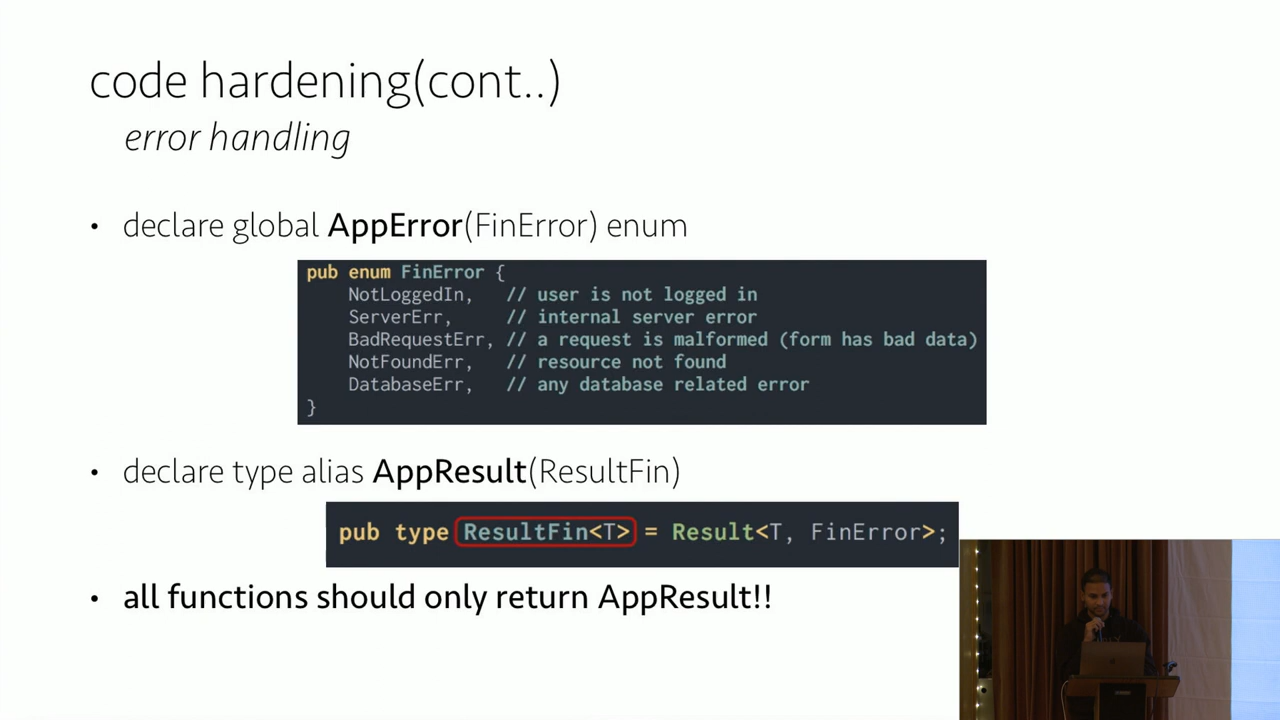 code hardening(cont..)
error handling
• declare global AppError(FinError) enum
pub enum FinError {
NotLoggedIn, // user is not logged in
ServerErr, // internal server error
BadRequestErr, // a request is malformed (form has bad data)
NotFoundErr, // resource not found
DatabaseErr, // any database related error
}
• declare type alias AppResult(ResultFin)
pub type ResultFin<T> = Result<T, FinError>;
• all functions should only return AppResult!!